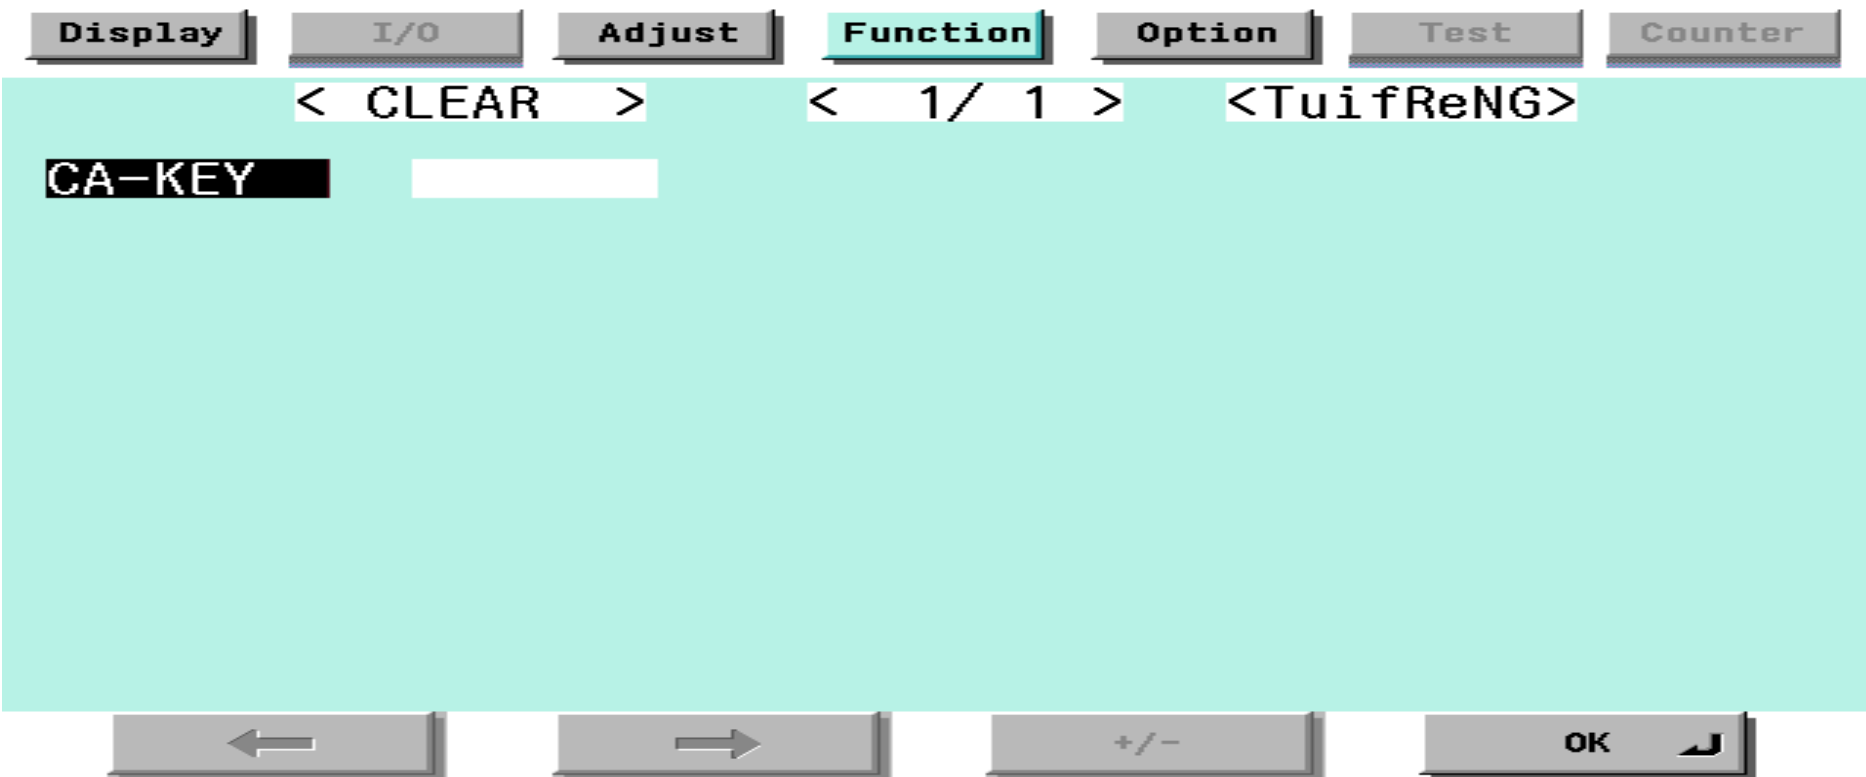 Display I/O Adjust Function Option Test Counter
< CLEAR > < 1/ 1 > <TuifReNG>
CA-KEY
+/- OK